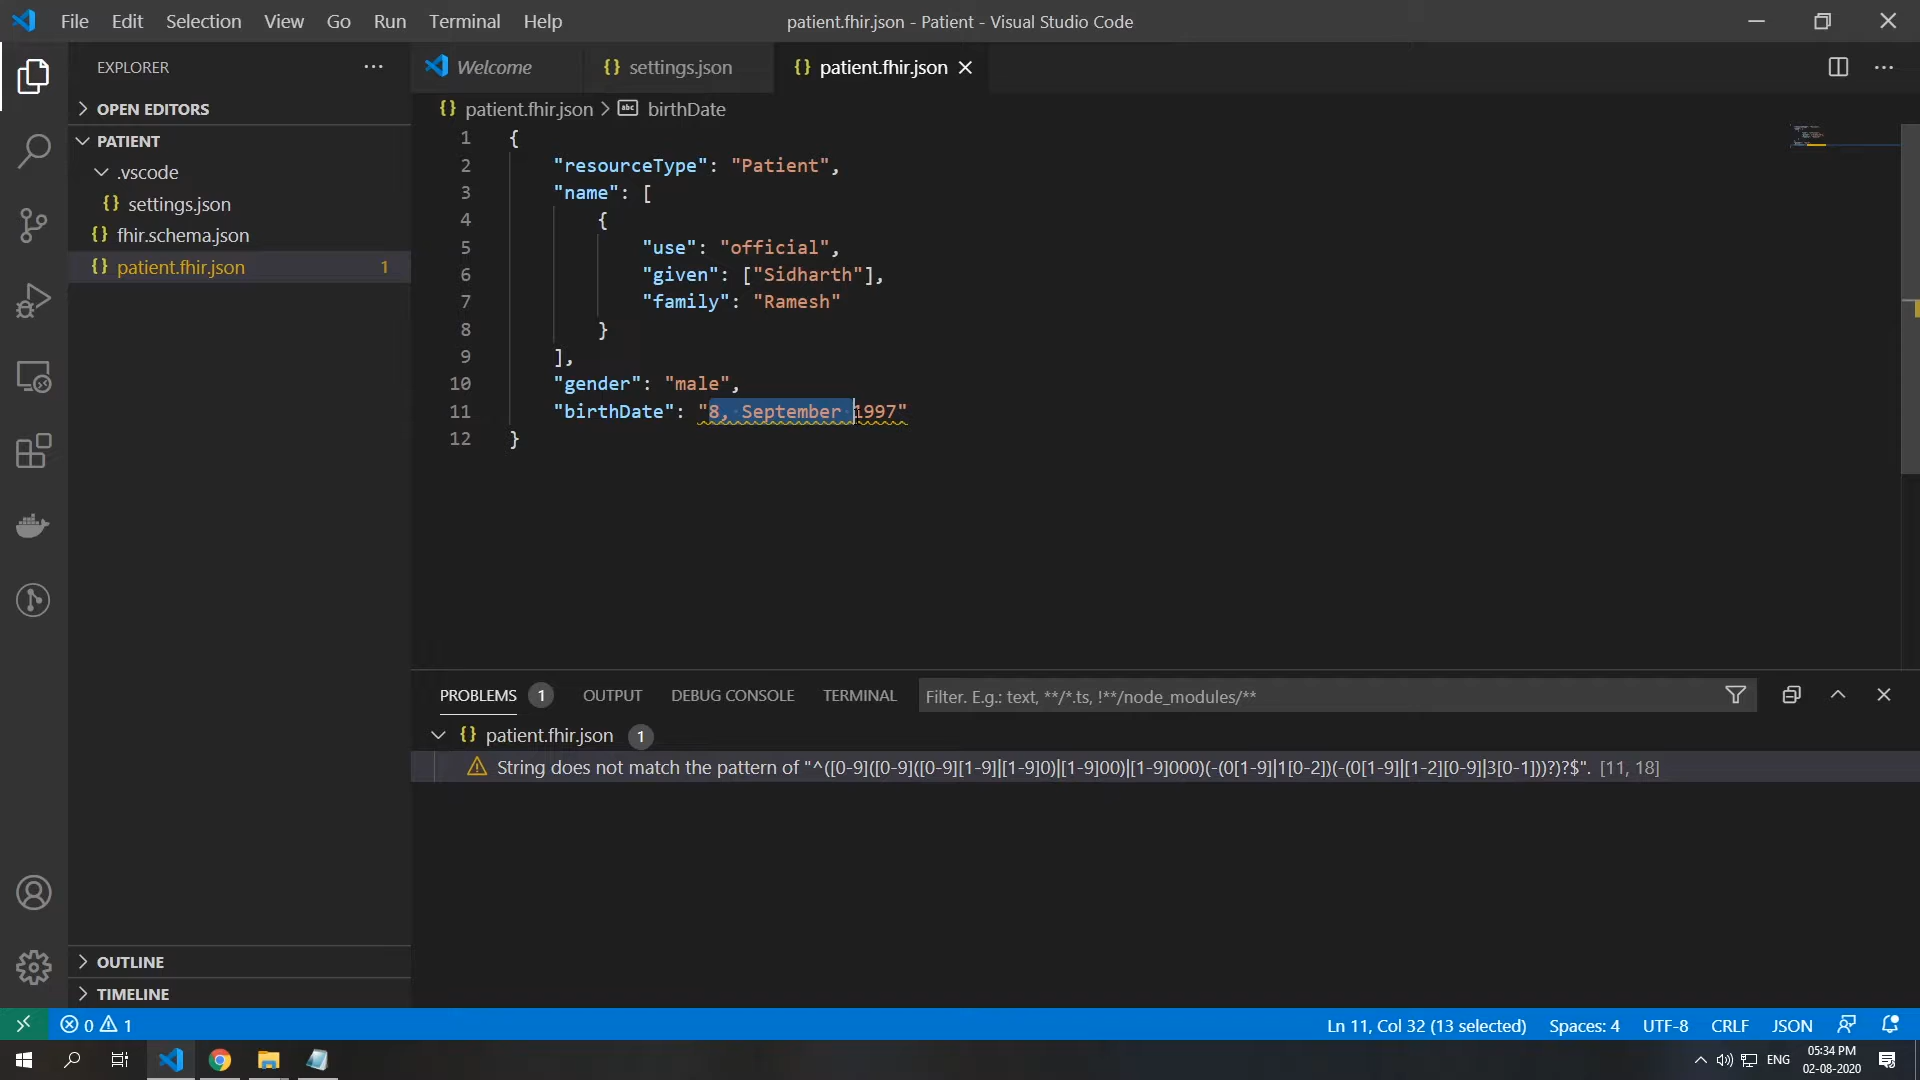 File Edit Selection View Go Run Terminal Help patient.fhir.json - Patient - Visual Studio Code
EXPLORER
Welcome settings.json patient.fhir.json
OPEN EDITORS
PATIENT
.vscode
settings.json
fhir.schema.json
patient.fhir.json 1
patient.fhir.json > birthDate
1 {
2 "resourceType": "Patient",
3 "name": [
4 {
5 "use": "official",
6 "given": ["Sidharth"],
7 "family": "Ramesh"
8 }
9 ],
10 "gender": "male",
11 "birthDate": "8, September 1997"
12 }
PROBLEMS 1 OUTPUT DEBUG CONSOLE TERMINAL Filter. E.g.: text, **/*.ts, !**/node_modules/**
patient.fhir.json 1
String does not match the pattern of "^([0-9]([0-9]([0-9][1-9]|[1-9]0)|[1-9]00)|[1-9]000)(-(0[1-9]|1[0-2])(-(0[1-9]|[1-2][0-9]|3[0-1]))?)?$". [11, 18]
OUTLINE
TIMELINE
0 1 Ln 11, Col 32 (13 selected) Spaces: 4 UTF-8 CRLF JSON
ENG 05:34 PM
02-08-2020